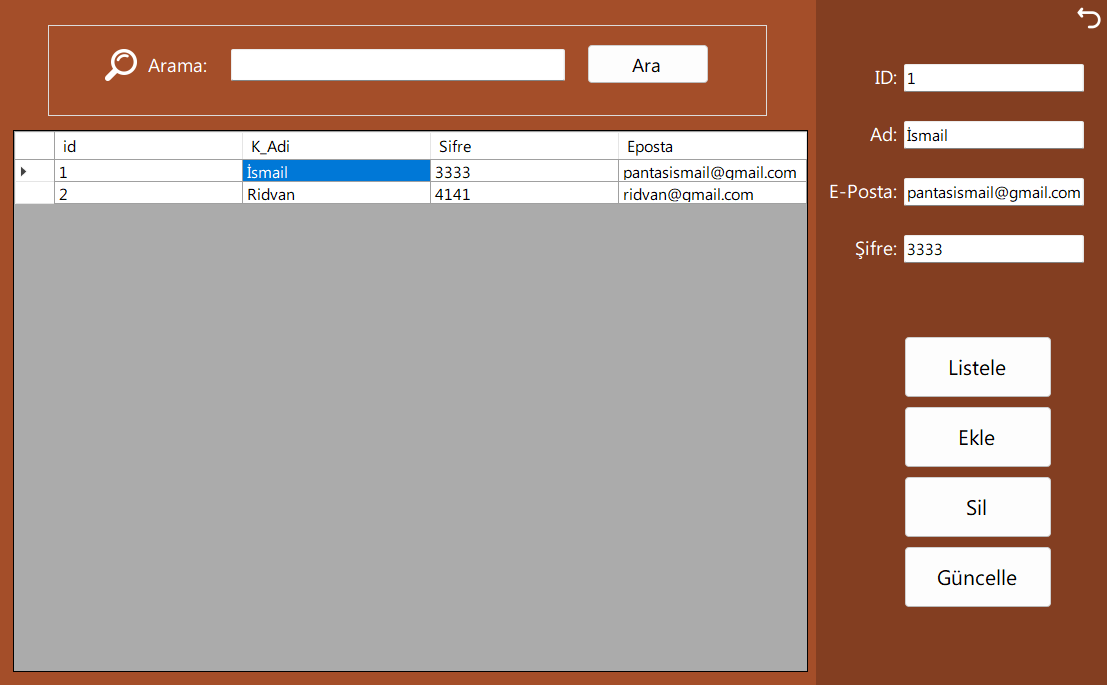 Arama: Ara
id K_Adi Sifre Eposta
1 İsmail 3333 pantasismail@gmail.com
2 Ridvan 4141 ridvan@gmail.com
ID: 1
Ad: İsmail
E-Posta: pantasismail@gmail.com
Şifre: 3333
Listele
Ekle
Sil
Güncelle